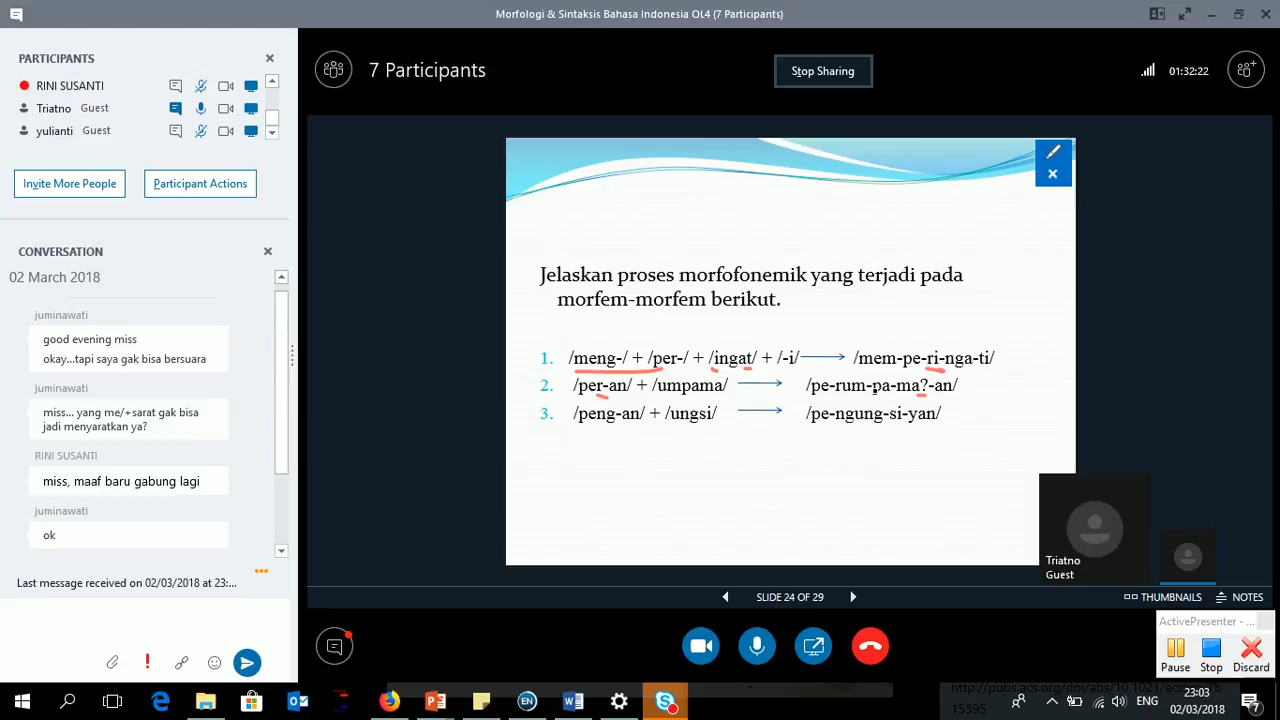 Morfologi & Sintaksis Bahasa Indonesia OL4 (7 Participants)
PARTICIPANTS
RINI SUSANTI
Triatno Guest
yulianti Guest
Invite More People
Participant Actions
CONVERSATION
02 March 2018
juminawati
good evening miss
okay...tapi saya gak bisa bersuara
juminawati
miss... yang me/+sarat gak bisa
jadi menyaratkan ya?
RINI SUSANTI
miss, maaf baru gabung lagi
juminawati
ok
Last message received on 02/03/2018 at 23:...
7 Participants
Stop Sharing
01:32:22
Jelaskan proses morfofonemik yang terjadi pada
morfem-morfem berikut.
1. /meng-/ + /per-/ + /ingat/ + /-i/ → /mem-pe-ri-nga-ti/
2. /per-an/ + /umpama/ → /pe-rum-pa-ma?-an/
3. /peng-an/ + /ungsi/ → /pe-ngung-si-yan/
Triatno
Guest
SLIDE 24 OF 29
THUMBNAILS
NOTES
ActivePresenter - ...
Pause
Stop
Discard
15395
ENG
23:03
02/03/2018
7